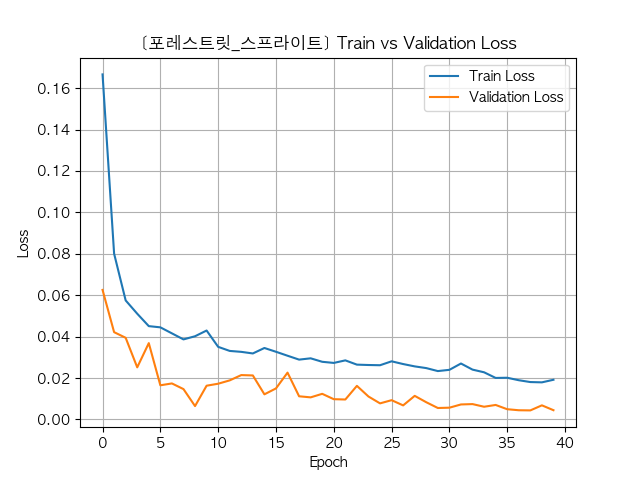 [포레스트릿_스프라이트] Train vs Validation Loss
Train Loss
Validation Loss
Loss
0.16
0.14
0.12
0.10
0.08
0.06
0.04
0.02
0.00
0 5 10 15 20 25 30 35 40
Epoch